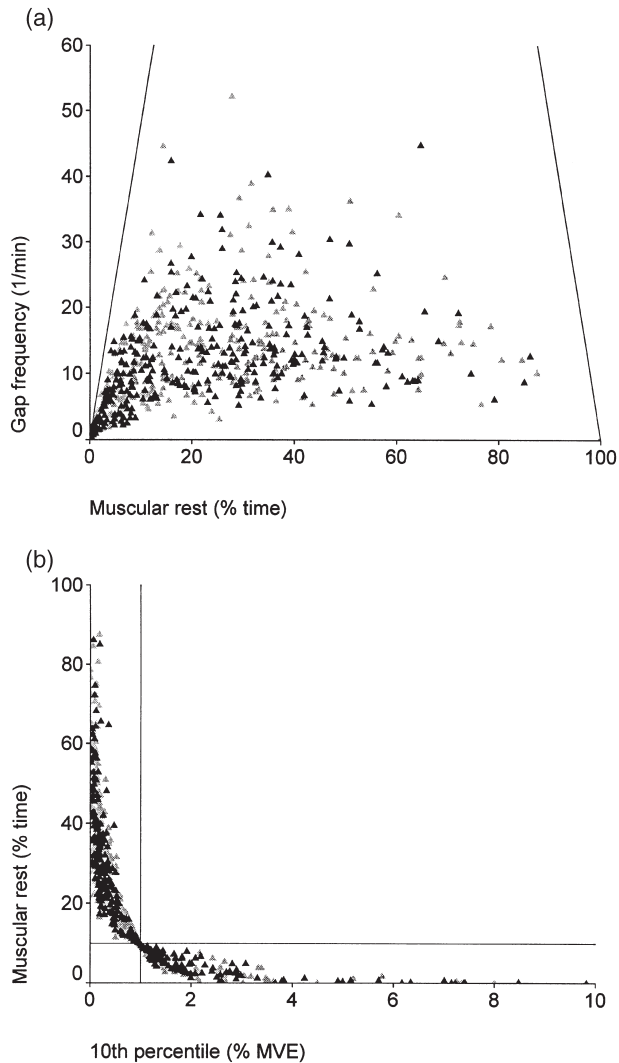 (a)
60
50
40
30
20
10
0
Gap frequency (1/min)
0 20 40 60 80 100
Muscular rest (% time)
(b)
100
80
60
40
20
0
Muscular rest (% time)
0 2 4 6 8 10
10th percentile (% MVE)